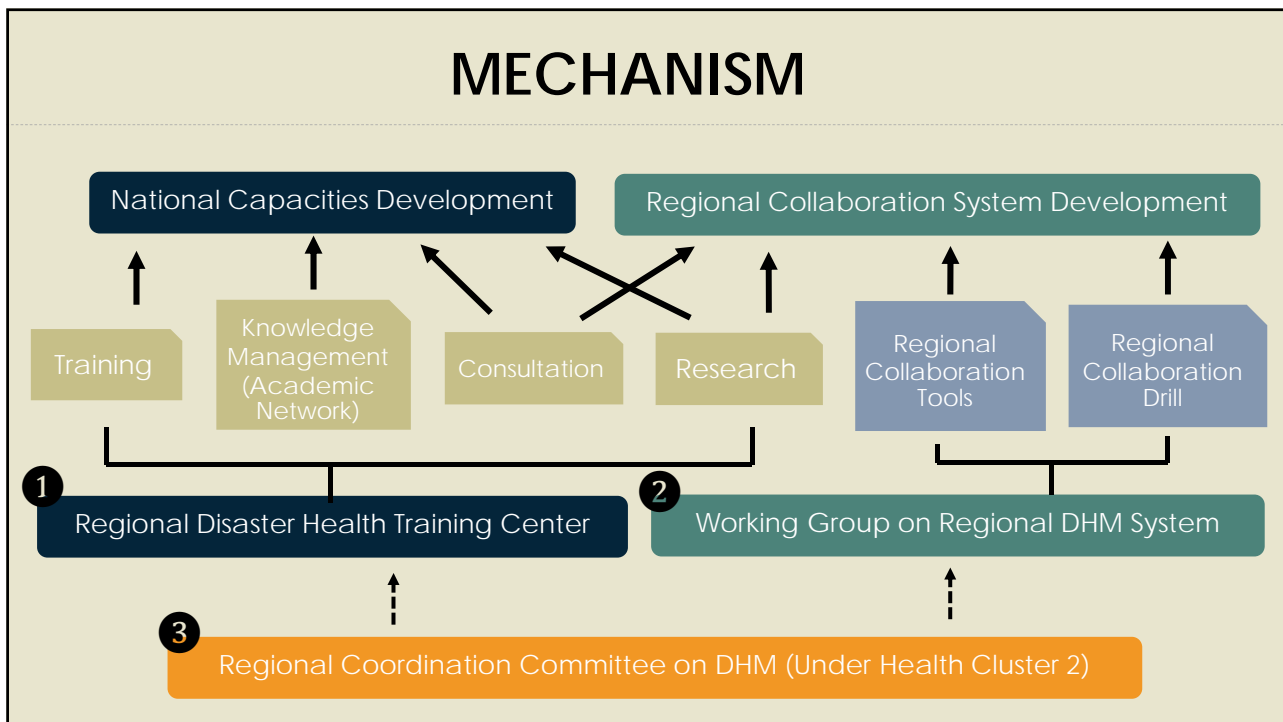 MECHANISM
National Capacities Development
Regional Collaboration System Development
Training
Knowledge
Management
(Academic
Network)
Consultation
Research
Regional
Collaboration
Tools
Regional
Collaboration
Drill
1
Regional Disaster Health Training Center
2
Working Group on Regional DHM System
3
Regional Coordination Committee on DHM (Under Health Cluster 2)